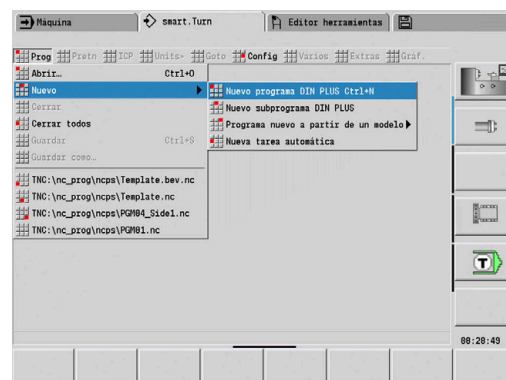 Máquina smart.Turn Editor herramientas
Prog Pretn ICP Units» Goto Config Varios Extras Graf.
Abrir… Ctrl+O
Nuevo
Cerrar
Cerrar todos
Guardar Ctrl+S
Guardar como…
TNC:\nc_prog\ncps\Template.bev.nc
TNC:\nc_prog\ncps\Template.nc
TNC:\nc_prog\ncps\PGM04_Side1.nc
TNC:\nc_prog\ncps\PGM01.nc
Nuevo programa DIN PLUS Ctrl+N
Nuevo subprograma DIN PLUS
Programa nuevo a partir de un modelo
Nueva tarea automática
T
08:28:49